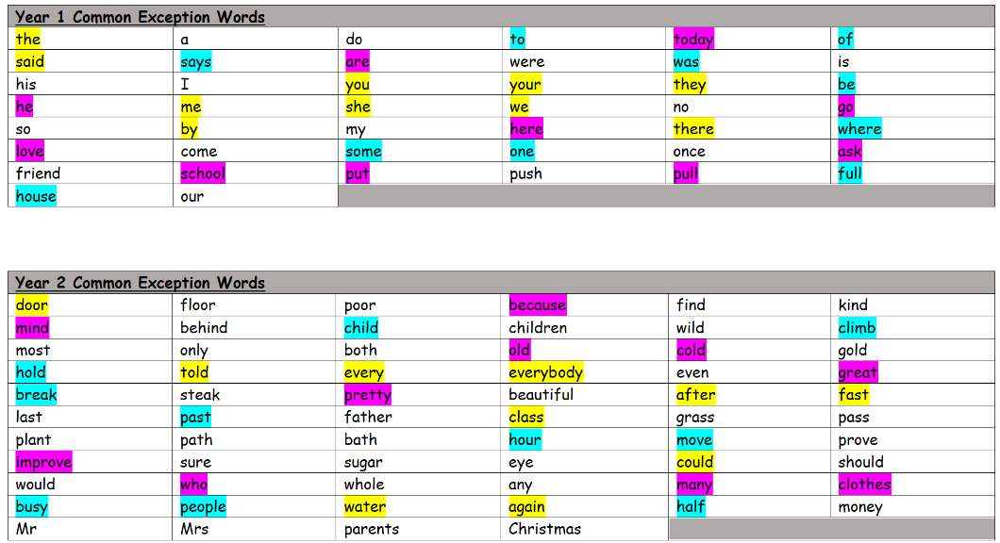 Year 1 Common Exception Words
the a do to today of
said says are were was is
his I you your they be
he me she we no go
so by my here there where
love come some one once ask
friend school put push pull full
house our
Year 2 Common Exception Words
door floor poor because find kind
mind behind child children wild climb
most only both old cold gold
hold told every everybody even great
break steak pretty beautiful after fast
last past father class grass pass
plant path bath hour move prove
improve sure sugar eye could should
would who whole any many clothes
busy people water again half money
Mr Mrs parents Christmas